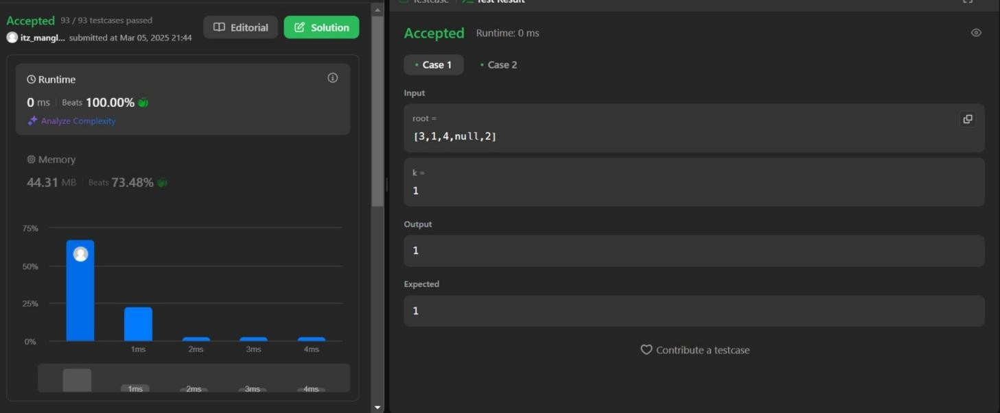 Accepted 93 / 93 testcases passed
itz_mangl... submitted at Mar 05, 2025 21:44
Editorial
Solution
Runtime
0 ms Beats 100.00%
Analyze Complexity
Memory
44.31 MB Beats 73.48%
75%
50%
25%
0%
1ms 2ms 3ms 4ms
1ms 2ms 3ms 4ms
Testcase Test Result
Accepted Runtime: 0 ms
Case 1 Case 2
Input
root =
[3,1,4,null,2]
k =
1
Output
1
Expected
1
Contribute a testcase